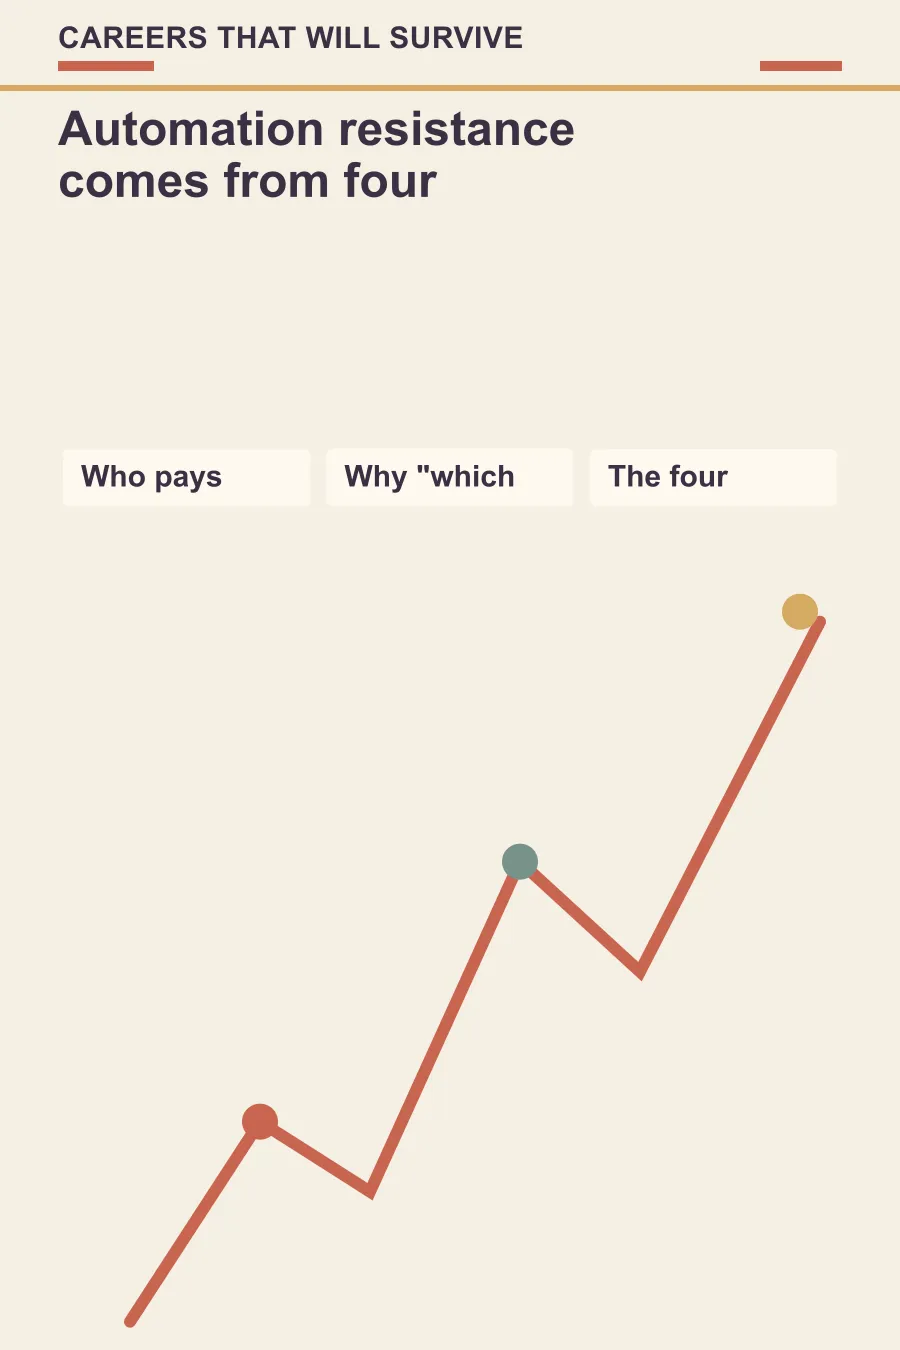 CAREERS THAT WILL SURVIVE
Automation resistance
comes from four
Who pays
Why "which
The four